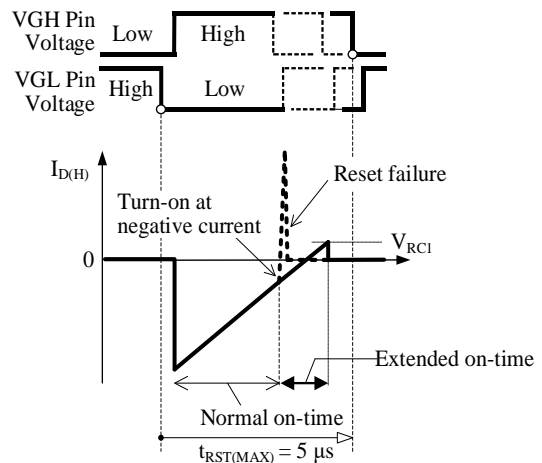 VGH Pin
Voltage
Low
High
VGL Pin
Voltage
High
Low
I_D(H)
Reset failure
Turn-on at
negative current
V_RC1
0
Extended on-time
Normal on-time
t_RST(MAX) = 5 μs